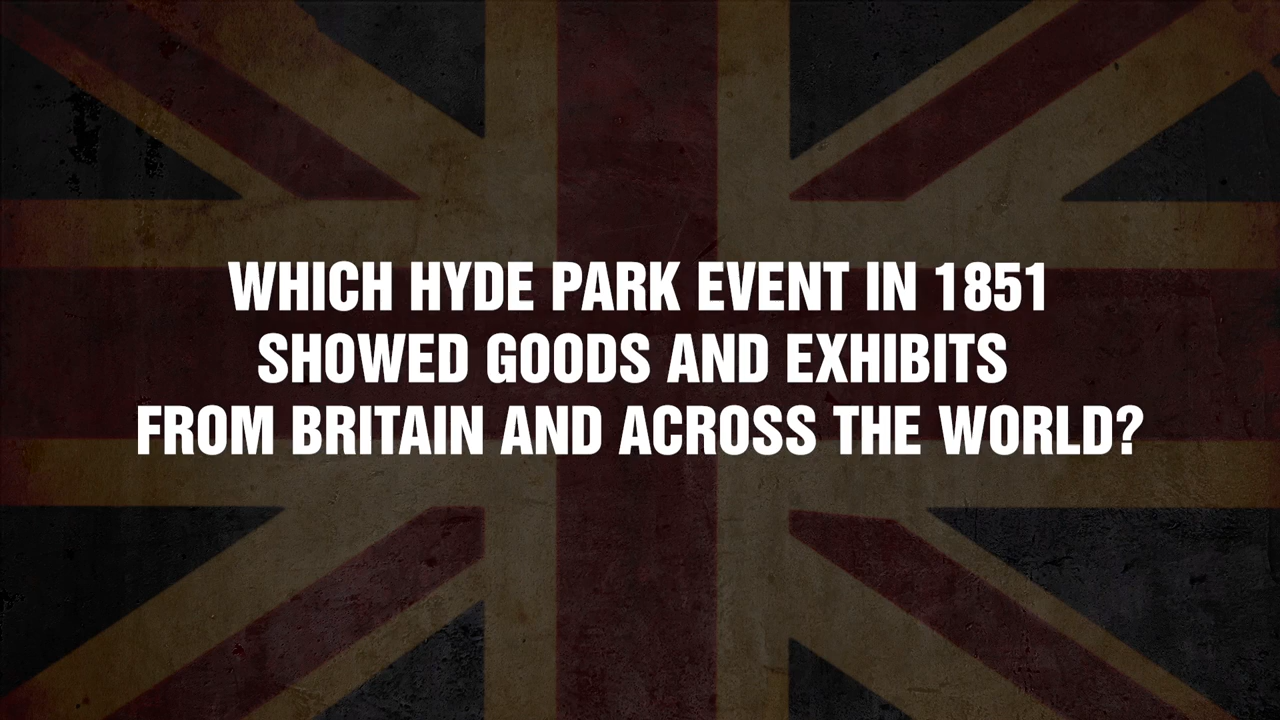 WHICH HYDE PARK EVENT IN 1851
SHOWED GOODS AND EXHIBITS
FROM BRITAIN AND ACROSS THE WORLD?